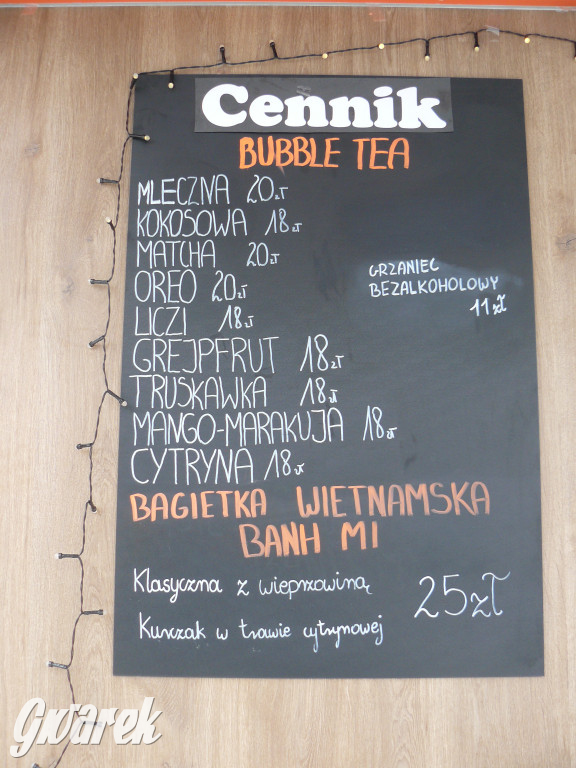 Cennik
BUBBLE TEA
MLECZNA 20zł
KOKOSOWA 18zł
MATCHA 20zł
OREO 20zł
LICZI 18zł
GREJPFRUT 18zł
TRUSKAWKA 18zł
MANGO-MARAKUJA 18zł
CYTRYNA 18zł
GRZANIEC
BEZALKOHOLOWY
11zł
BAGIETKA WIETNAMSKA
BANH MI
Klasyczna z wieprzowiną
25zł
Kurczak w trawie cytrynowej
Gwarek